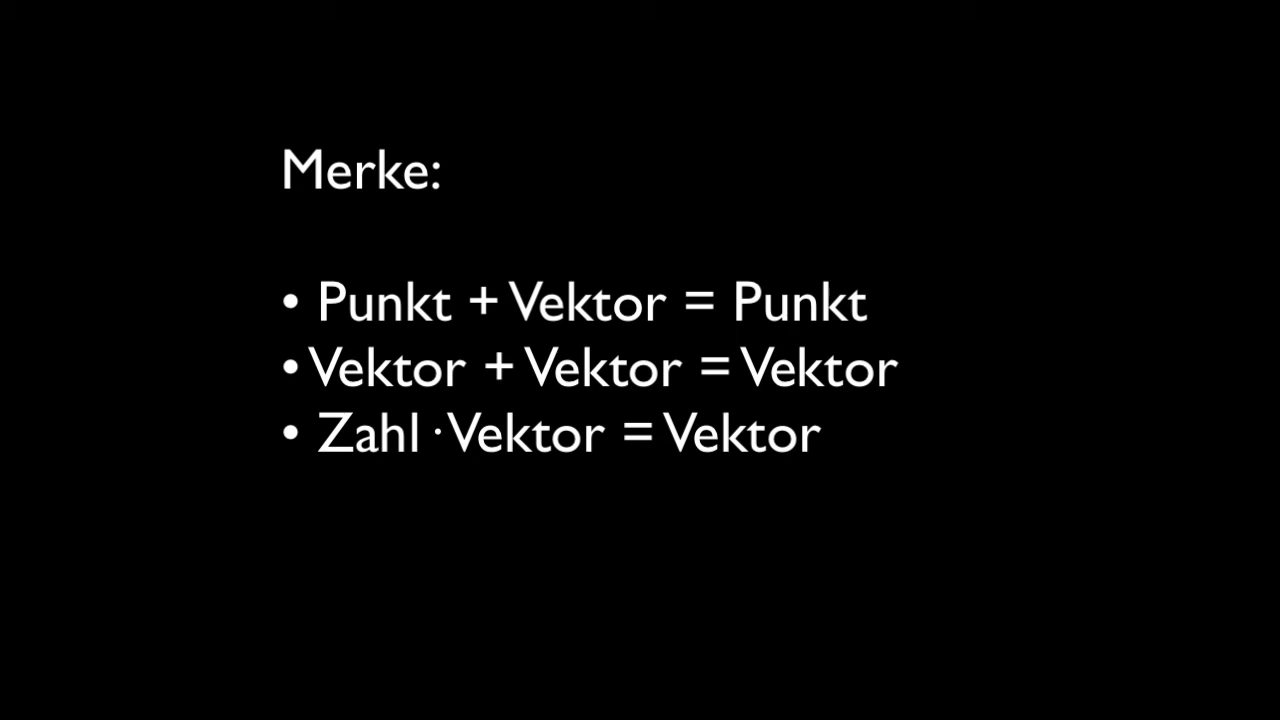 Merke:
• Punkt + Vektor = Punkt
• Vektor + Vektor = Vektor
• Zahl · Vektor = Vektor